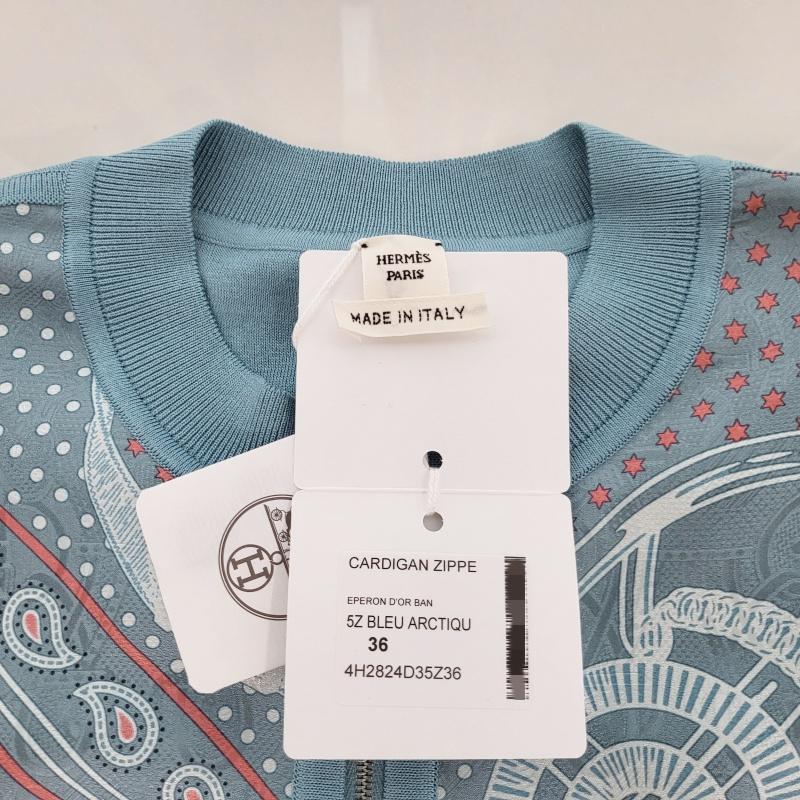 HERMÈS
PARIS
MADE IN ITALY
H
CARDIGAN ZIPPE
EPERON D'OR BAN
5Z BLEU ARCTIQU
36
4H2824D35Z36